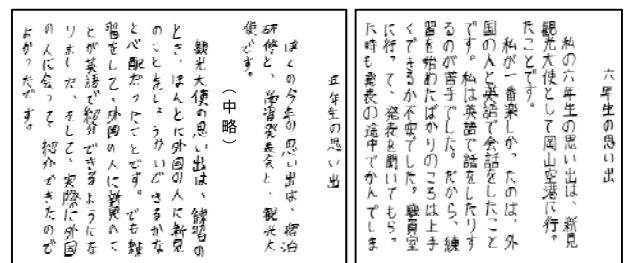 六年生の思い出
私の六年生の思い出は、新見
観光大使として岡山空港に行っ
たことです。
私が一番楽しかったのは、外
国の人と英語で会話をしたこと
です。私は英語で話をしたりす
るのが苦手でした。だから、練
習を始めたばかりのころは上手
くできるか不安でした。職員室
に行って、発表を聞いてもらっ
た時も発表の途中でかんでしま
五年生の思い出
ぼくの今年の思い出は、宿泊
研修と、学習発表会と、観光大
使です。
（中略）
観光大使の思い出は、練習の
とき、ほんとに外国の人に新見
のことをしょうかいできるかな
と心配だったことです。でも練
習をして、外国の人に新見のこ
とが英語で紹介できるようにな
りました。そして、実際に外国
の人に会って、紹介できたので
よかったです。